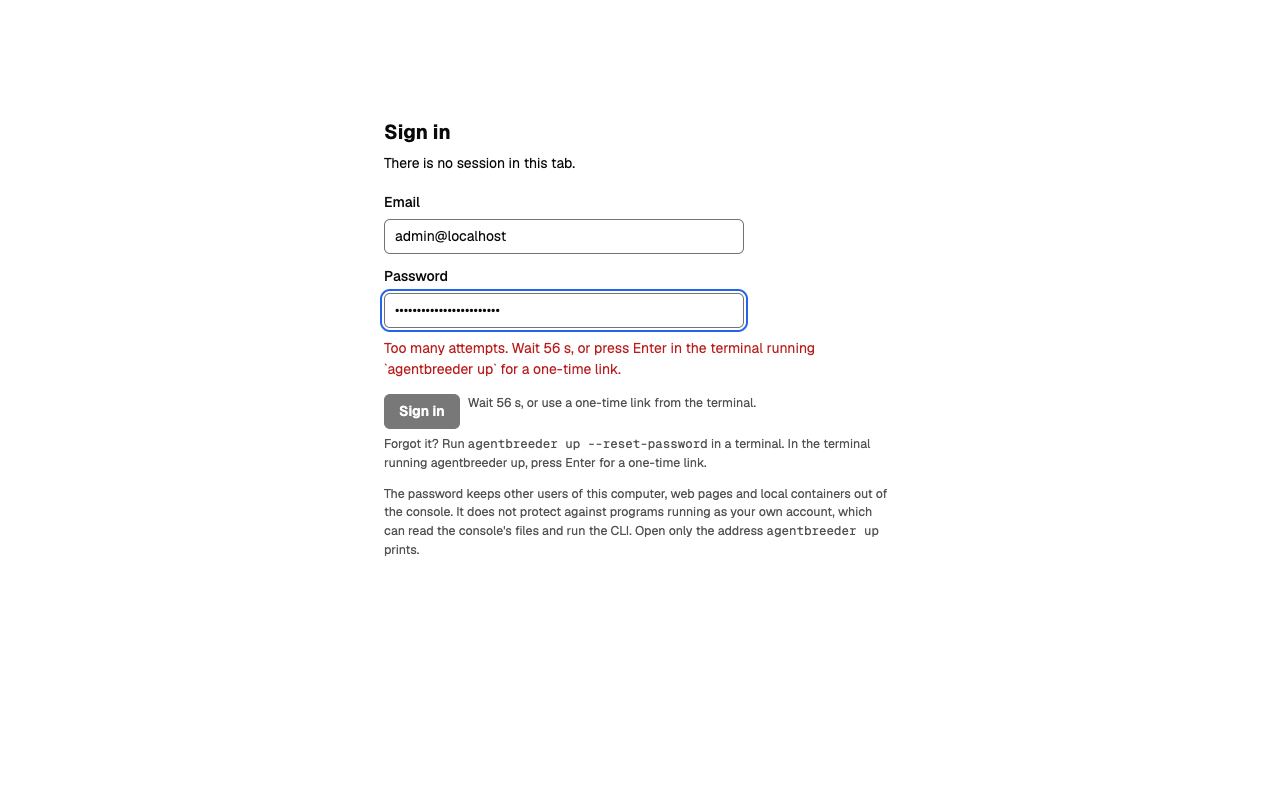 Sign in
There is no session in this tab.
Email
admin@localhost
Password
••••••••••••••••••••••••
Too many attempts. Wait 56 s, or press Enter in the terminal running
`agentbreeder up` for a one-time link.
Sign in
Wait 56 s, or use a one-time link from the terminal.
Forgot it? Run agentbreeder up --reset-password in a terminal. In the terminal
running agentbreeder up, press Enter for a one-time link.
The password keeps other users of this computer, web pages and local containers out of
the console. It does not protect against programs running as your own account, which
can read the console's files and run the CLI. Open only the address agentbreeder up
prints.